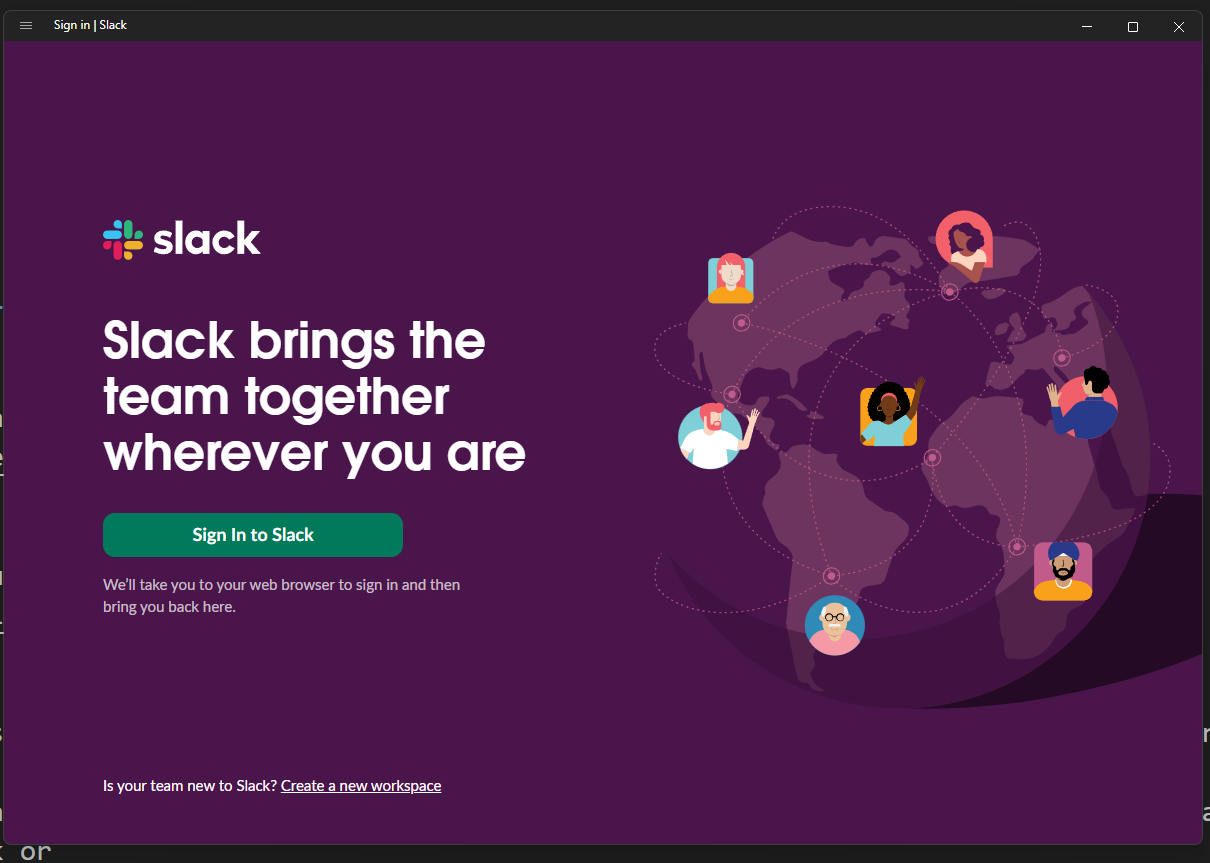 Sign in | Slack
slack
Slack brings the
team together
wherever you are
Sign In to Slack
We'll take you to your web browser to sign in and then
bring you back here.
Is your team new to Slack? Create a new workspace
or